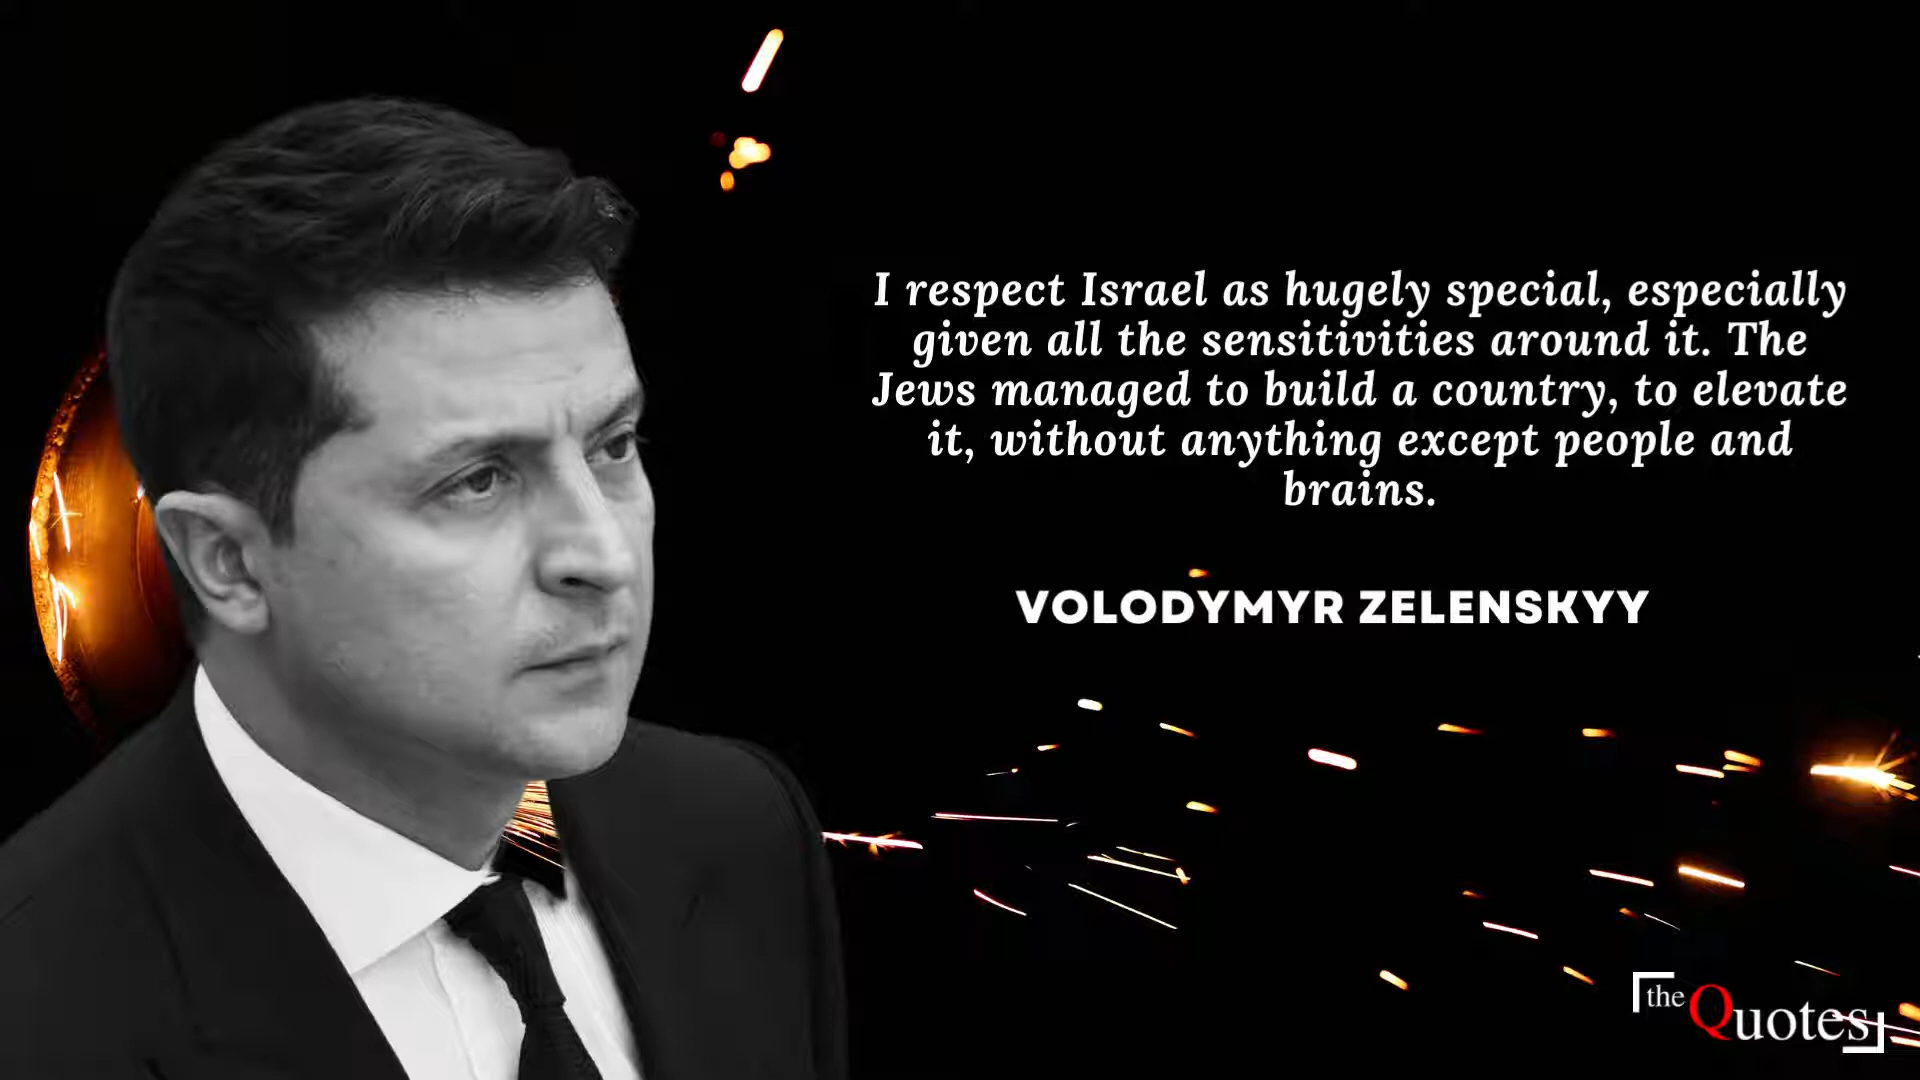 I respect Israel as hugely special, especially
given all the sensitivities around it. The
Jews managed to build a country, to elevate
it, without anything except people and
brains.
VOLODYMYR ZELENSKYY
the Quotes